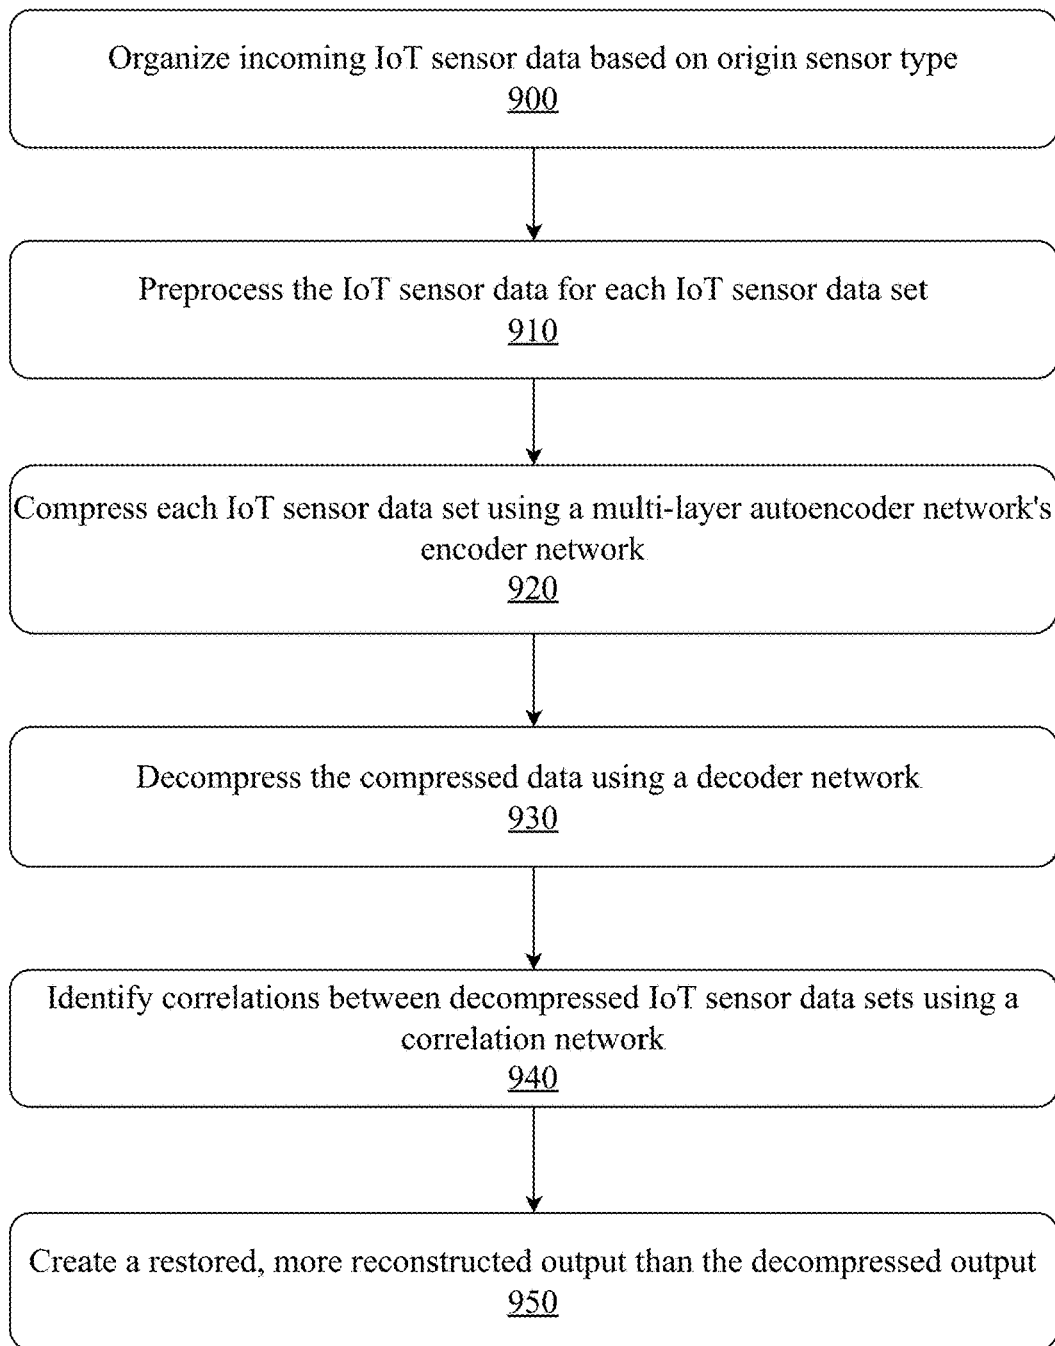 Organize incoming IoT sensor data based on origin sensor type
900
Preprocess the IoT sensor data for each IoT sensor data set
910
Compress each IoT sensor data set using a multi-layer autoencoder network's
encoder network
920
Decompress the compressed data using a decoder network
930
Identify correlations between decompressed IoT sensor data sets using a
correlation network
940
Create a restored, more reconstructed output than the decompressed output
950